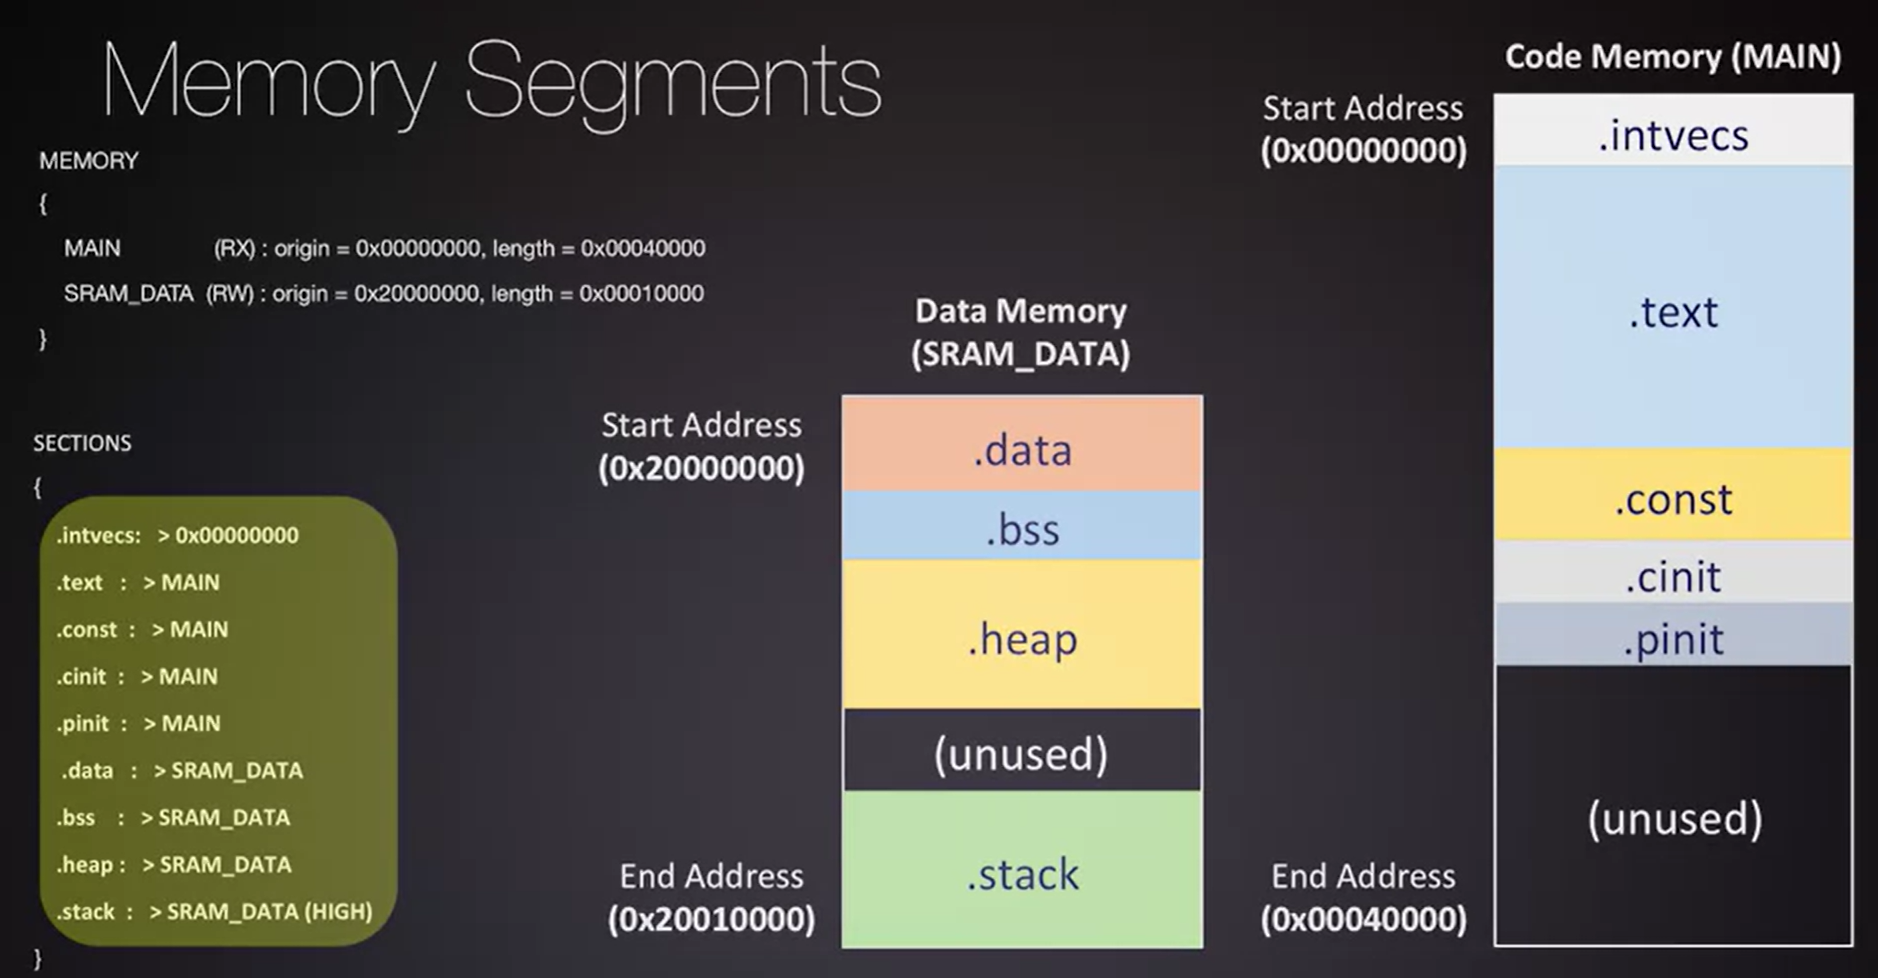 Memory Segments
MEMORY
{
MAIN (RX) : origin = 0x00000000, length = 0x00040000
SRAM_DATA (RW) : origin = 0x20000000, length = 0x00010000
}
SECTIONS
{
.intvecs: > 0x00000000
.text : > MAIN
.const : > MAIN
.cinit : > MAIN
.pinit : > MAIN
.data : > SRAM_DATA
.bss : > SRAM_DATA
.heap : > SRAM_DATA
.stack : > SRAM_DATA (HIGH)
}
Data Memory
(SRAM_DATA)
Start Address
(0x20000000)
.data
.bss
.heap
(unused)
.stack
End Address
(0x20010000)
Code Memory (MAIN)
Start Address
(0x00000000)
.intvecs
.text
.const
.cinit
.pinit
(unused)
End Address
(0x00040000)